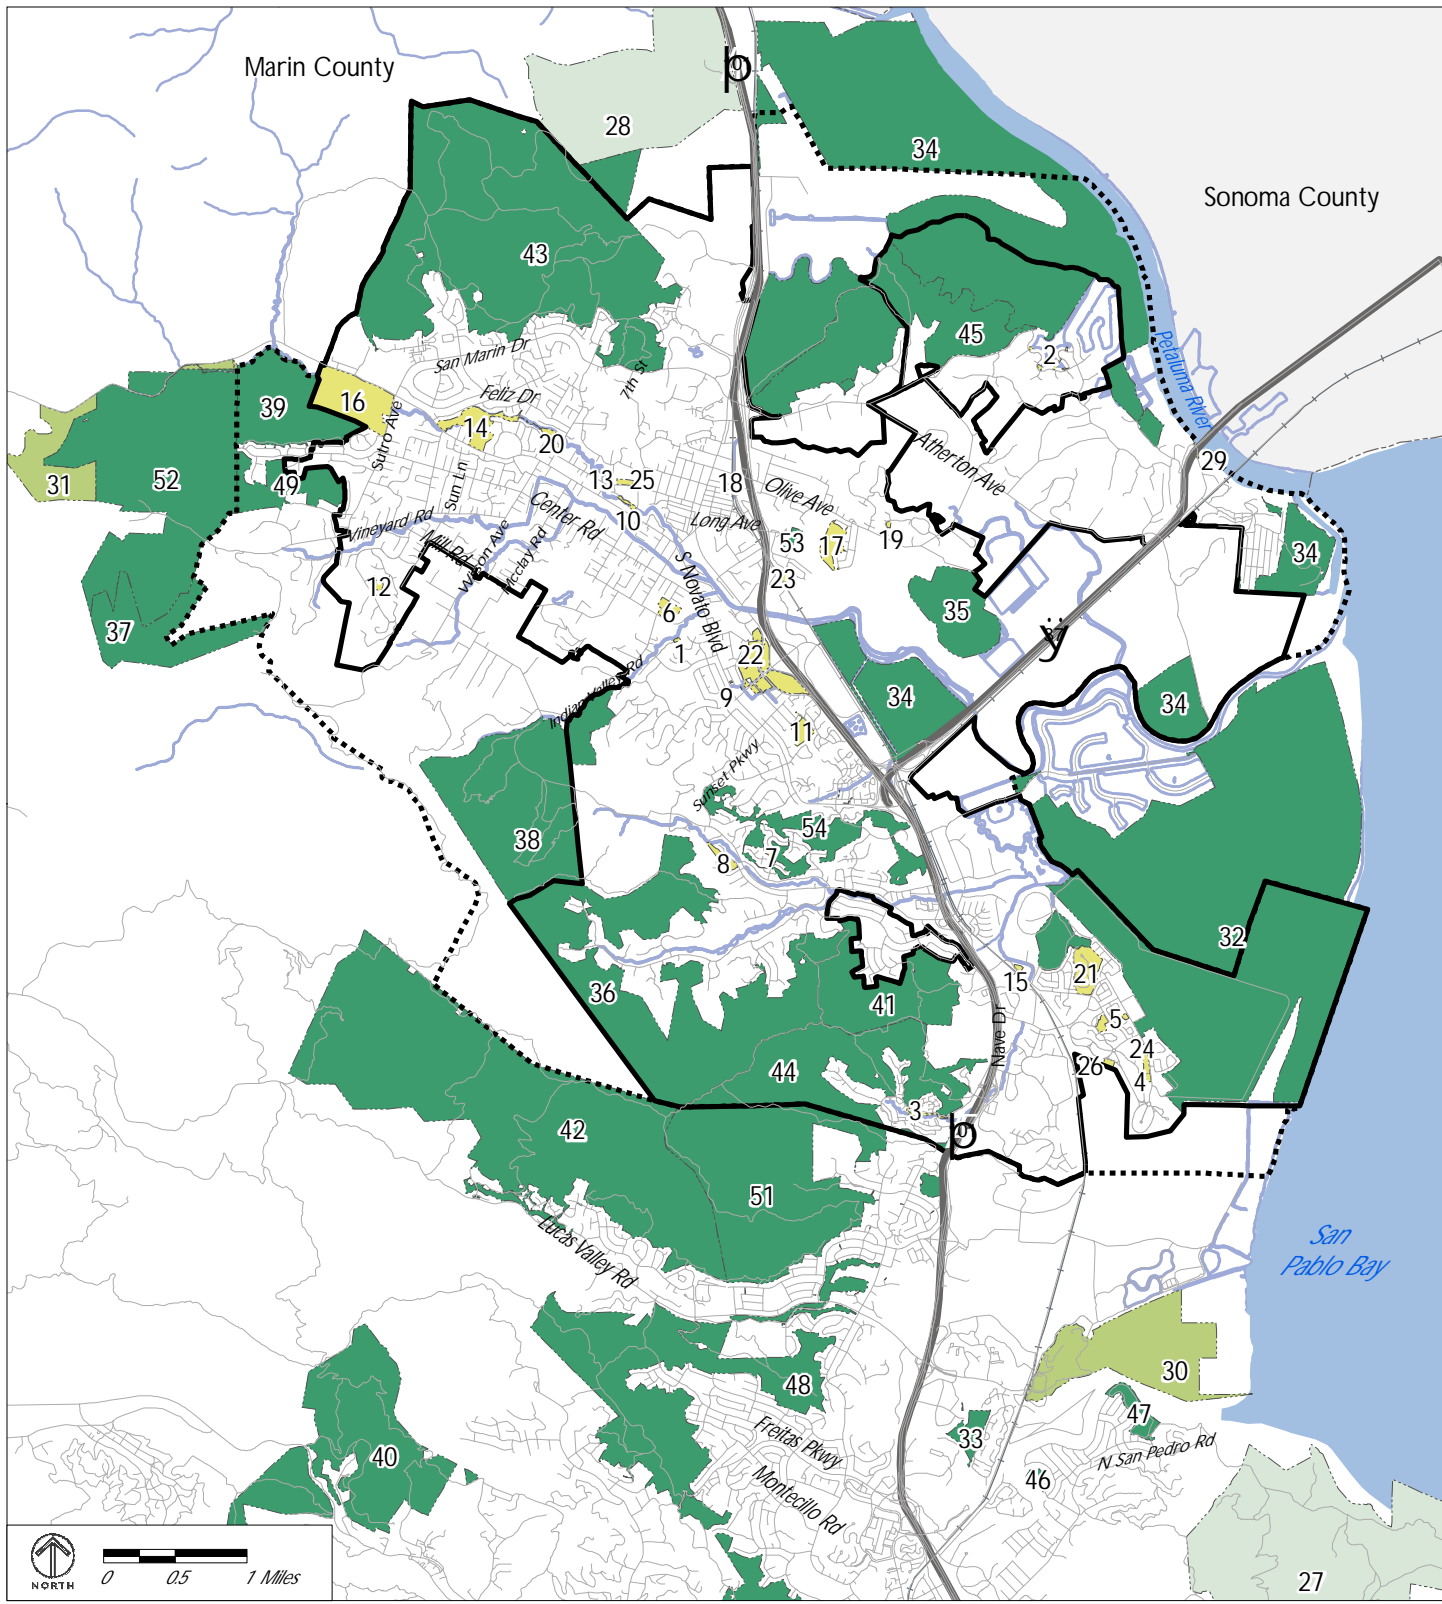 Marin County
101
28
34
Sonoma County
43
45
2
San Marin Dr
Petaluma River
7th St
Feliz Dr
39
16
14
Sutro Ave
20
Atherton Ave
29
31
52
49
Sun Ln
13
25
18
Olive Ave
Center Rd
10
Long Ave
Vineyard Rd
Mill Rd
Wilson Ave
Mcclay Rd
53
17
19
34
12
23
S Novato Blvd
6
35
37
37
1
22
Indian Valley Rd
9
34
34
11
Sunset Pkwy
38
54
7
8
32
36
41
15
21
Nave Dr
5
24
26
4
44
3
101
42
51
Lucas Valley Rd
San
Pablo Bay
30
48
47
Freitas Pkwy
33
N San Pedro Rd
40
46
Montecillo Rd
27
NORTH
0 0.5 1 Miles